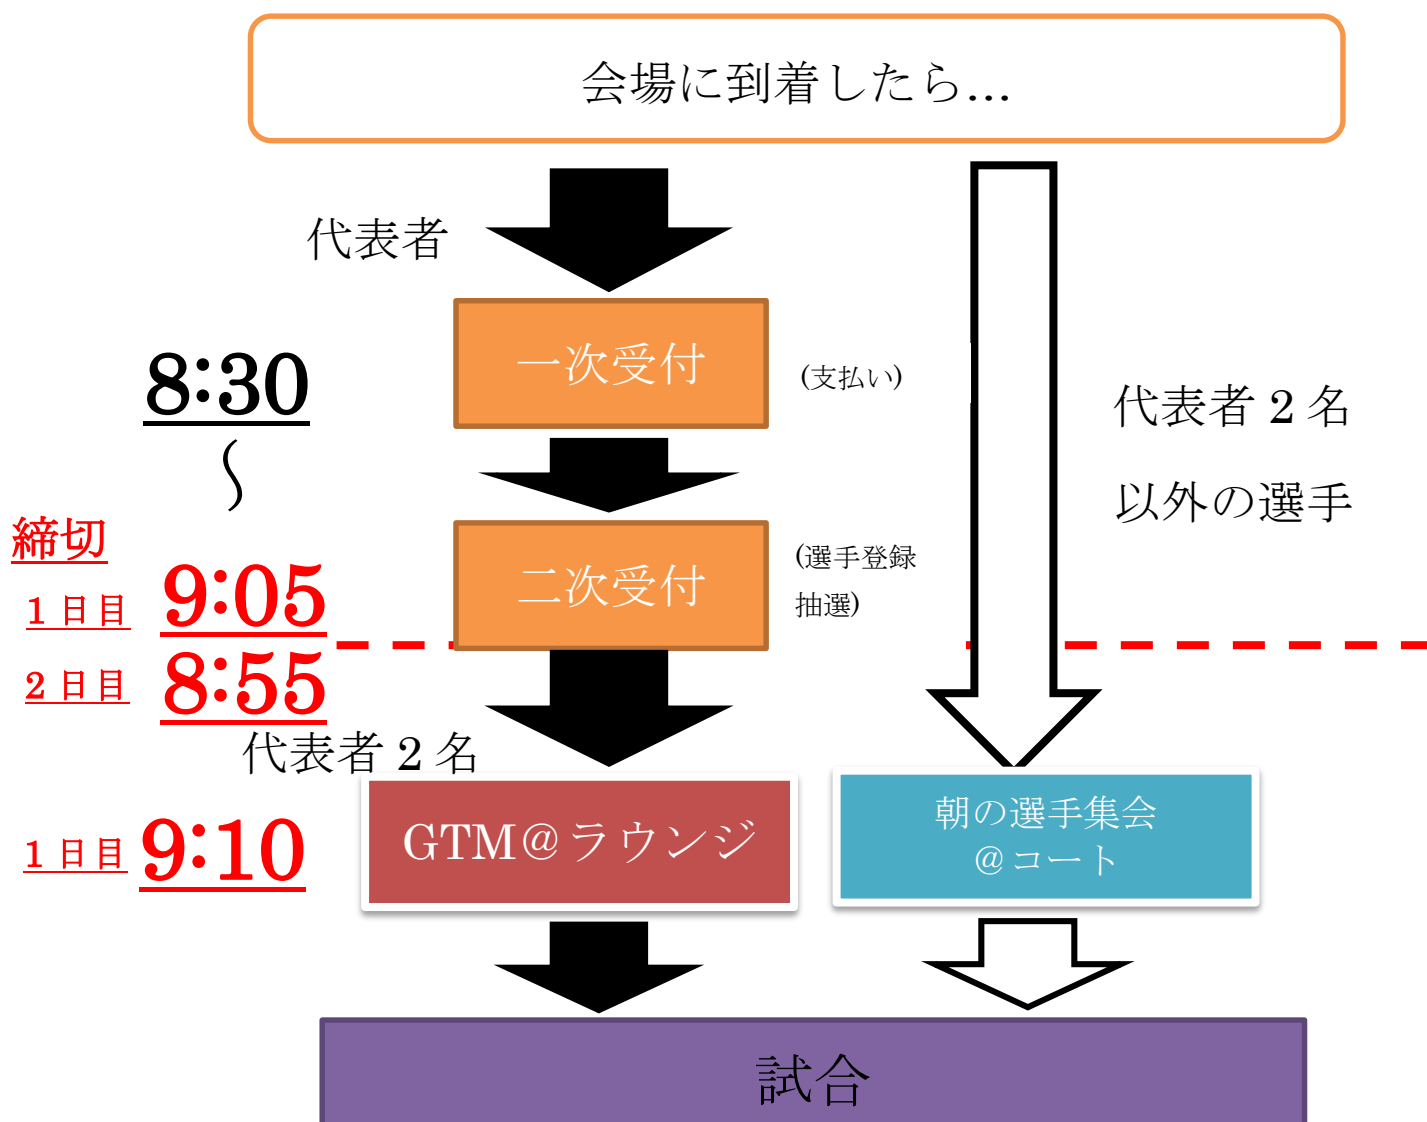 会場に到着したら…
代表者
一次受付
(支払い)
8:30
～
代表者 2 名
以外の選手
締切
1 日目 9:05
二次受付
(選手登録
抽選)
2 日目 8:55
代表者 2 名
1 日目 9:10
GTM@ラウンジ
朝の選手集会
@コート
試合